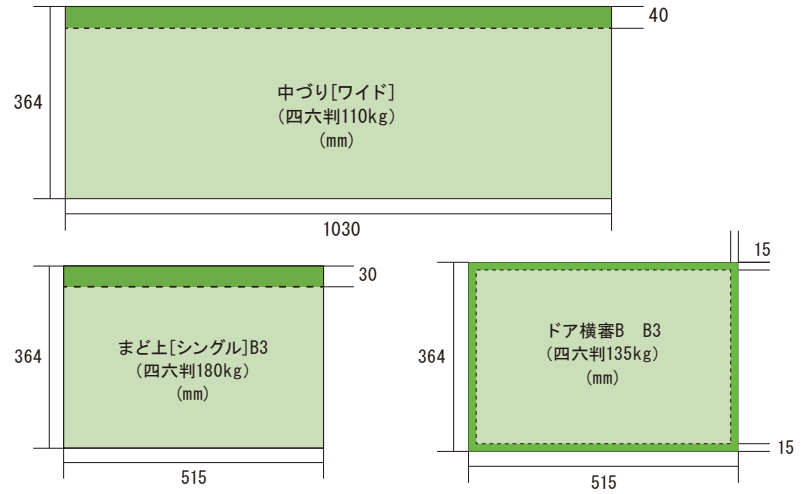 40
364
中づり[ワイド]
(四六判110kg)
(mm)
1030
30
364
まど上[シングル]B3
(四六判180kg)
(mm)
515
15
364
ドア横審B　B3
(四六判135kg)
(mm)
15
515